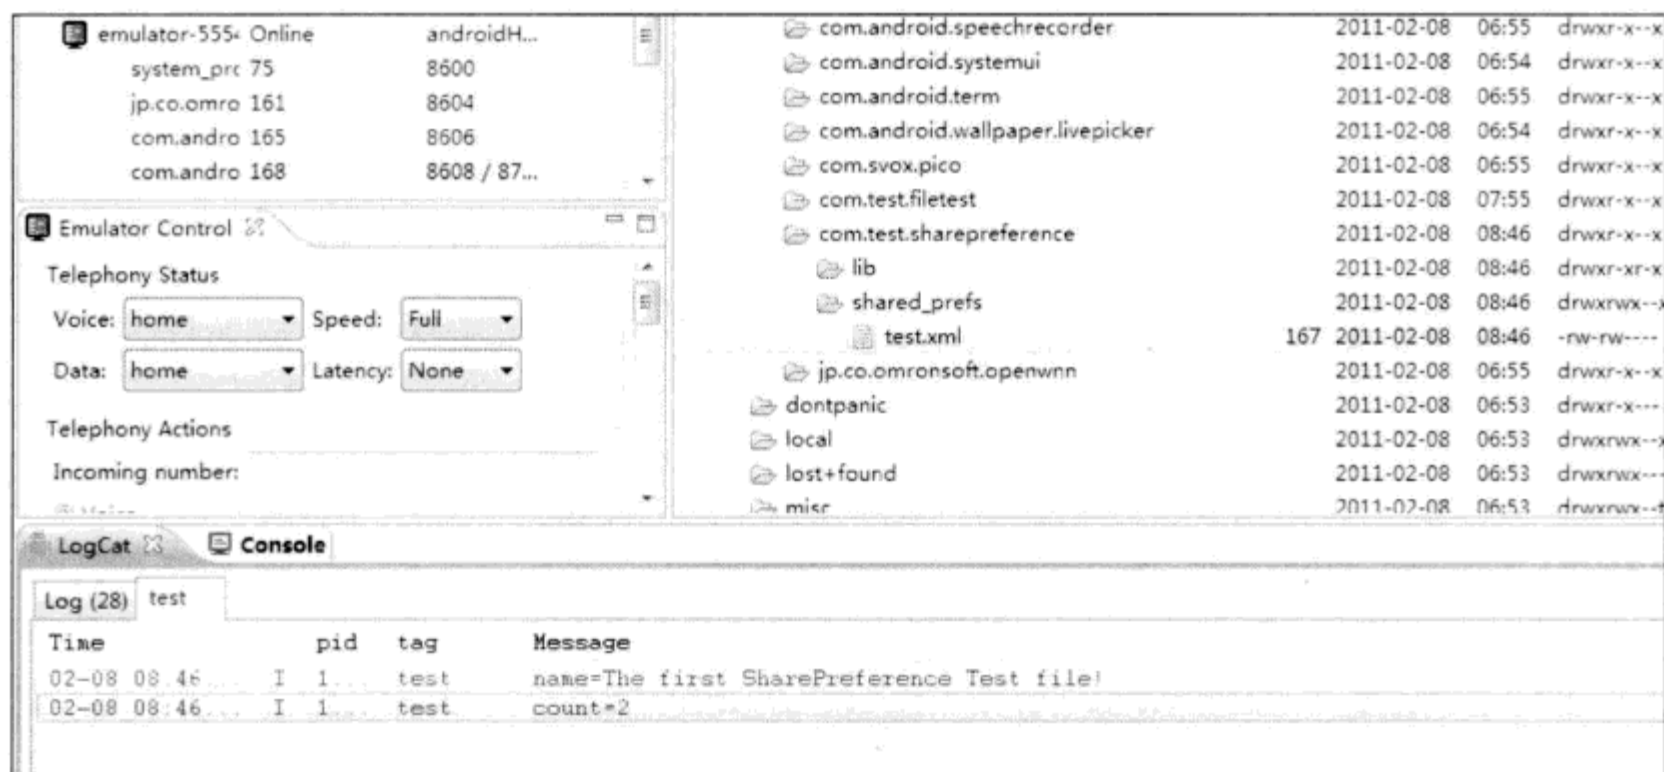 emulator-5554 Online androidH...
system_prc 75 8600
jp.co.omro 161 8604
com.andro 165 8606
com.andro 168 8608 / 87...
Emulator Control
Telephony Status
Voice: home Speed: Full
Data: home Latency: None
Telephony Actions
Incoming number:
Voice
com.android.speechrecorder 2011-02-08 06:55 drwxr-x--x
com.android.systemui 2011-02-08 06:54 drwxr-x--x
com.android.term 2011-02-08 06:55 drwxr-x--x
com.android.wallpaper.livepicker 2011-02-08 06:54 drwxr-x--x
com.svox.pico 2011-02-08 06:55 drwxr-x--x
com.test.filetest 2011-02-08 07:55 drwxr-x--x
com.test.sharepreference 2011-02-08 08:46 drwxr-x--x
lib 2011-02-08 08:46 drwxr-xr-x
shared_prefs 2011-02-08 08:46 drwxrwx--x
test.xml 167 2011-02-08 08:46 -rw-rw----
jp.co.omronsoft.openwnn 2011-02-08 06:55 drwxr-x--x
dontpanic 2011-02-08 06:53 drwxr-x---
local 2011-02-08 06:53 drwxrwx--x
lost+found 2011-02-08 06:53 drwxrwx---
misc 2011-02-08 06:53 drwxrwx--t
LogCat Console
Log (28) test
Time pid tag Message
02-08 08:46... I 1... test name=The first SharePreference Test file!
02-08 08:46... I 1... test count=2